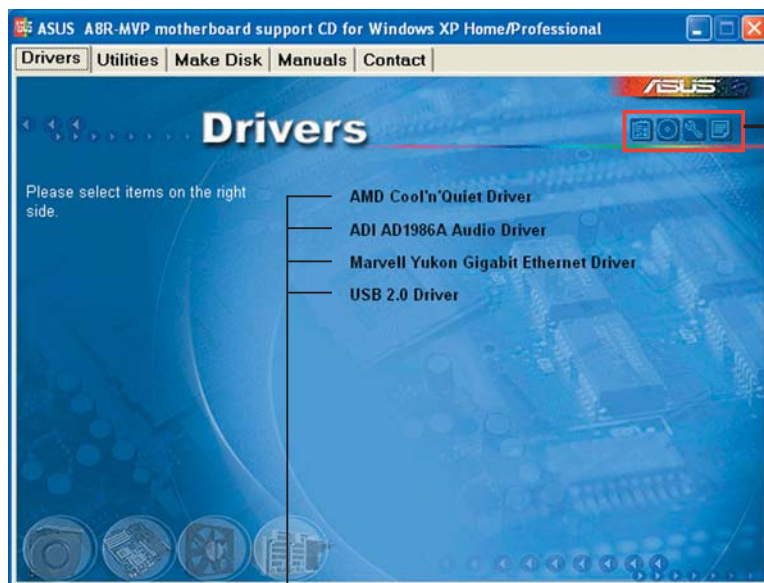 ASUS A8R-MVP motherboard support CD for Windows XP Home/Professional
Drivers Utilities Make Disk Manuals Contact
ASUS
Drivers
Please select items on the right
side.
AMD Cool'n'Quiet Driver
ADI AD1986A Audio Driver
Marvell Yukon Gigabit Ethernet Driver
USB 2.0 Driver